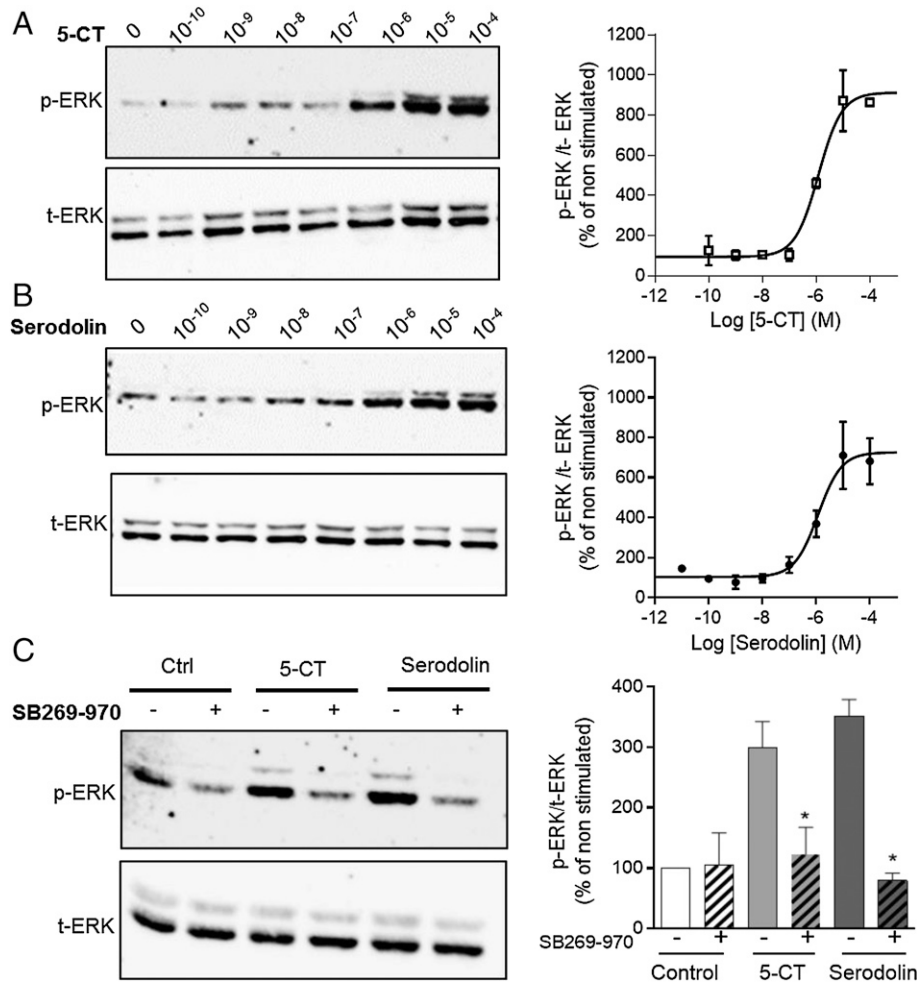 A
5-CT 0 10-10 10-9 10-8 10-7 10-6 10-5 10-4
p-ERK
t-ERK
p-ERK /t- ERK
(% of non stimulated)
1200
1000
800
600
400
200
0
-12 -10 -8 -6 -4
Log [5-CT] (M)
B
Serodolin 0 10-10 10-9 10-8 10-7 10-6 10-5 10-4
p-ERK
t-ERK
p-ERK /t- ERK
(% of non stimulated)
1200
1000
800
600
400
200
0
-12 -10 -8 -6 -4
Log [Serodolin] (M)
C
Ctrl 5-CT Serodolin
SB269-970 - + - + - +
p-ERK
t-ERK
p-ERK/t-ERK
(% of non stimulated)
400
300
200
100
0
* *
SB269-970 - + - + - +
Control 5-CT Serodolin